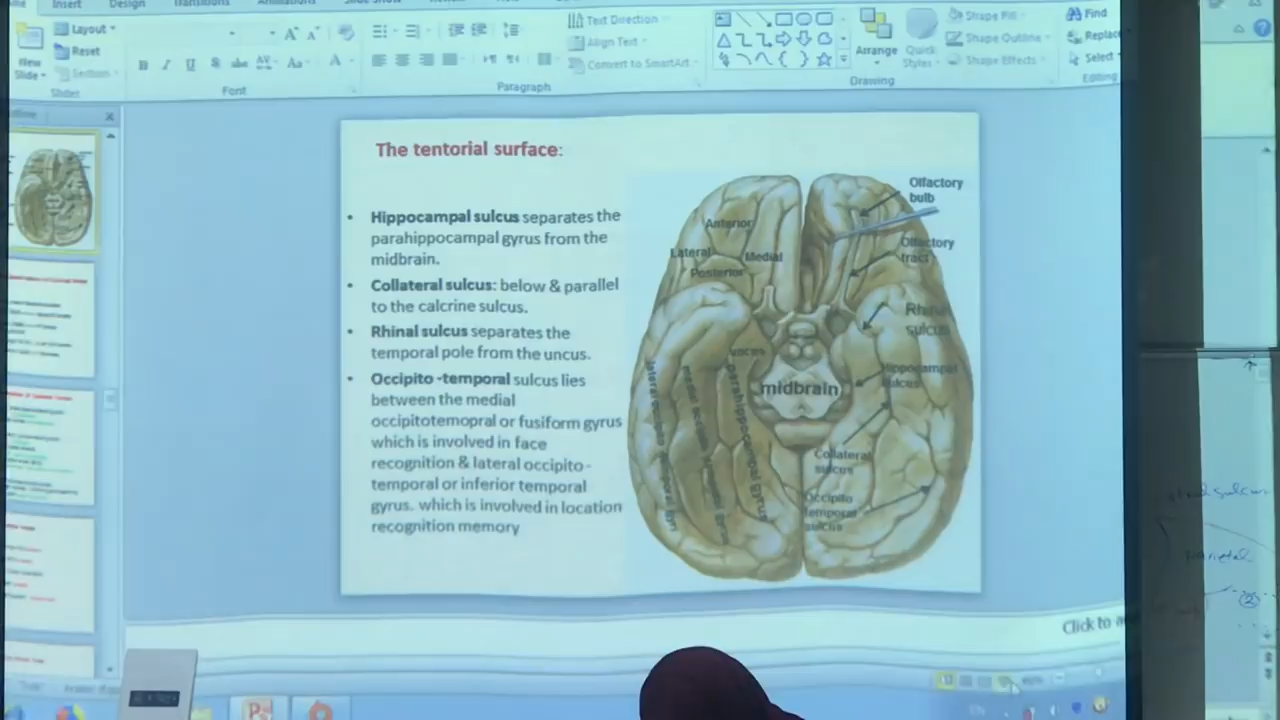 Insert
Design
Transitions
Animations
Layout
Reset
Section
New
Slide
Slides
Font
Text Direction
Align Text
Convert to SmartArt
Paragraph
Arrange
Quick
Styles
Shape Fill
Shape Outline
Shape Effects
Drawing
Find
Replace
Select
Editing
The tentorial surface:
• Hippocampal sulcus separates the
parahippocampal gyrus from the
midbrain.
• Collateral sulcus: below & parallel
to the calcrine sulcus.
• Rhinal sulcus separates the
temporal pole from the uncus.
• Occipito -temporal sulcus lies
between the medial
occipitotemopral or fusiform gyrus
which is involved in face
recognition & lateral occipito-
temporal or inferior temporal
gyrus. which is involved in location
recognition memory
Olfactory
bulb
Anterior
Lateral
Medial
Posterior
Olfactory
tract
Rhinal
sulcus
uncus
Hippocampal
sulcus
midbrain
parahippocampal gyrus
Collateral
sulcus
Occipito
temporal
sulcus
Click to a
parietal
2